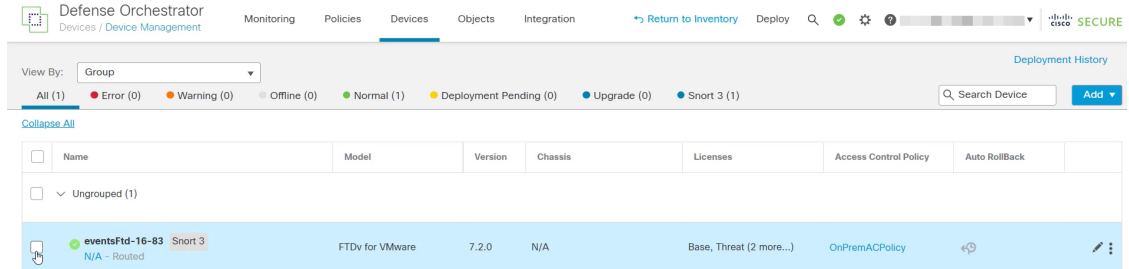 Defense Orchestrator
Devices / Device Management
Monitoring Policies Devices Objects Integration Return to Inventory Deploy cisco SECURE
Deployment History
View By: Group
All (1) Error (0) Warning (0) Offline (0) Normal (1) Deployment Pending (0) Upgrade (0) Snort 3 (1) Search Device Add
Collapse All
Name Model Version Chassis Licenses Access Control Policy Auto RollBack
Ungrouped (1)
eventsFtd-16-83 Snort 3
N/A - Routed
FTDv for VMware 7.2.0 N/A Base, Threat (2 more...) OnPremACPolicy